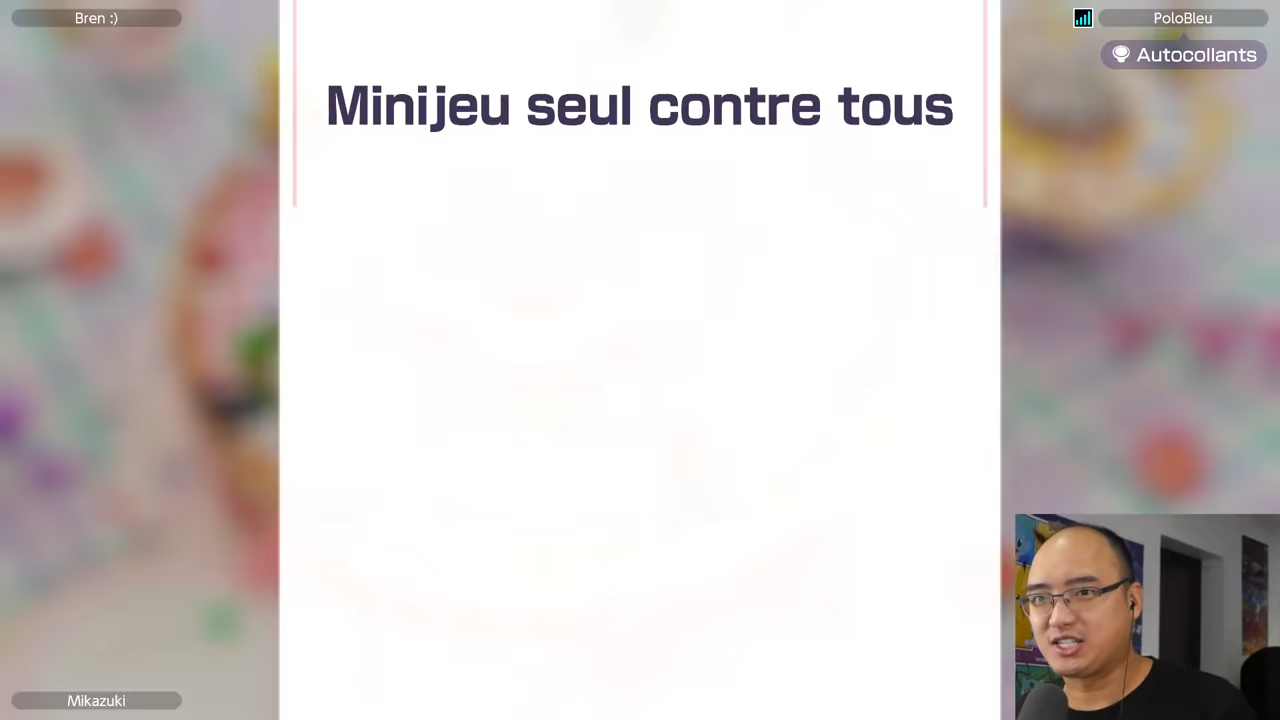 Bren :)
PoloBleu
Autocollants
Minijeu seul contre tous
Mikazuki